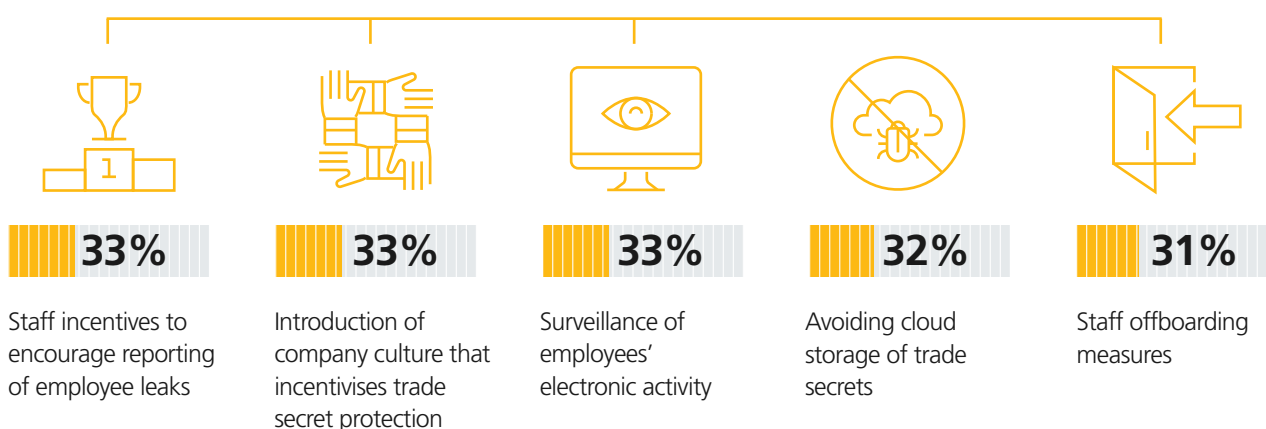 1
33%
Staff incentives to
encourage reporting
of employee leaks
33%
Introduction of
company culture that
incentivises trade
secret protection
33%
Surveillance of
employees’
electronic activity
32%
Avoiding cloud
storage of trade
secrets
31%
Staff offboarding
measures